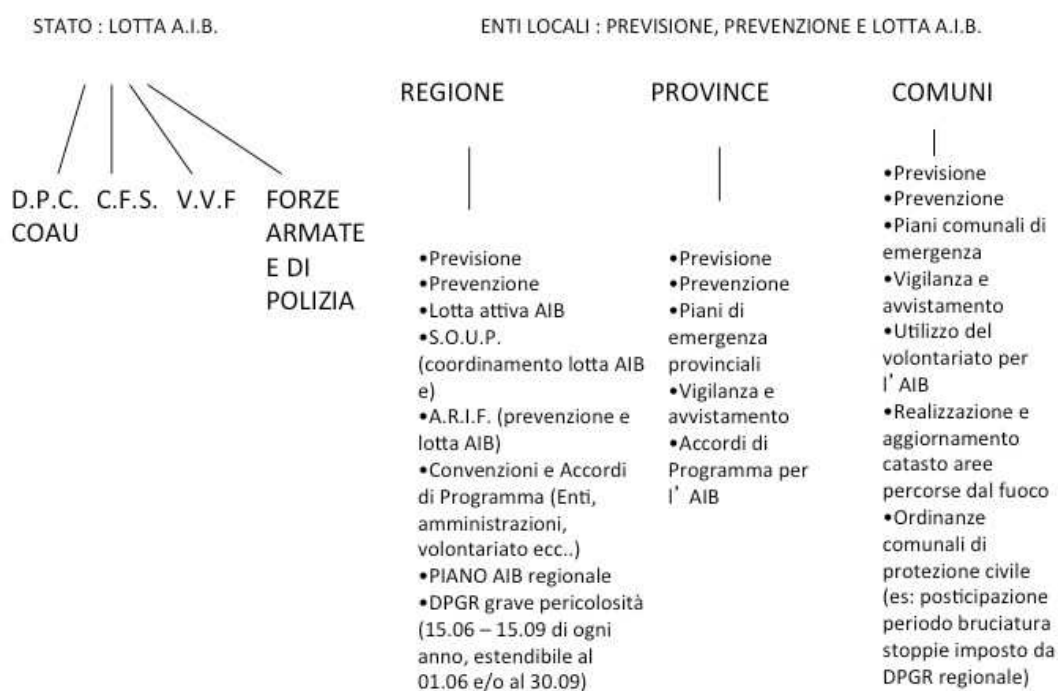 STATO : LOTTA A.I.B.
ENTI LOCALI : PREVISIONE, PREVENZIONE E LOTTA A.I.B.
D.P.C.
COAU
C.F.S.
V.V.F
FORZE
ARMATE
E DI
POLIZIA
REGIONE
•Previsione
•Prevenzione
•Lotta attiva AIB
•S.O.U.P.
(coordinamento lotta AIB
e)
•A.R.I.F. (prevenzione e
lotta AIB)
•Convenzioni e Accordi
di Programma (Enti,
amministrazioni,
volontariato ecc..)
•PIANO AIB regionale
•DPGR grave pericolosità
(15.06 – 15.09 di ogni
anno, estendibile al
01.06 e/o al 30.09)
PROVINCE
•Previsione
•Prevenzione
•Piani di
emergenza
provinciali
•Vigilanza e
avvistamento
•Accordi di
Programma per
l’ AIB
COMUNI
•Previsione
•Prevenzione
•Piani comunali di
emergenza
•Vigilanza e
avvistamento
•Utilizzo del
volontariato per
l’ AIB
•Realizzazione e
aggiornamento
catasto aree
percorse dal fuoco
•Ordinanze
comunali di
protezione civile
(es: posticipazione
periodo bruciatura
stoppie imposto da
DPGR regionale)